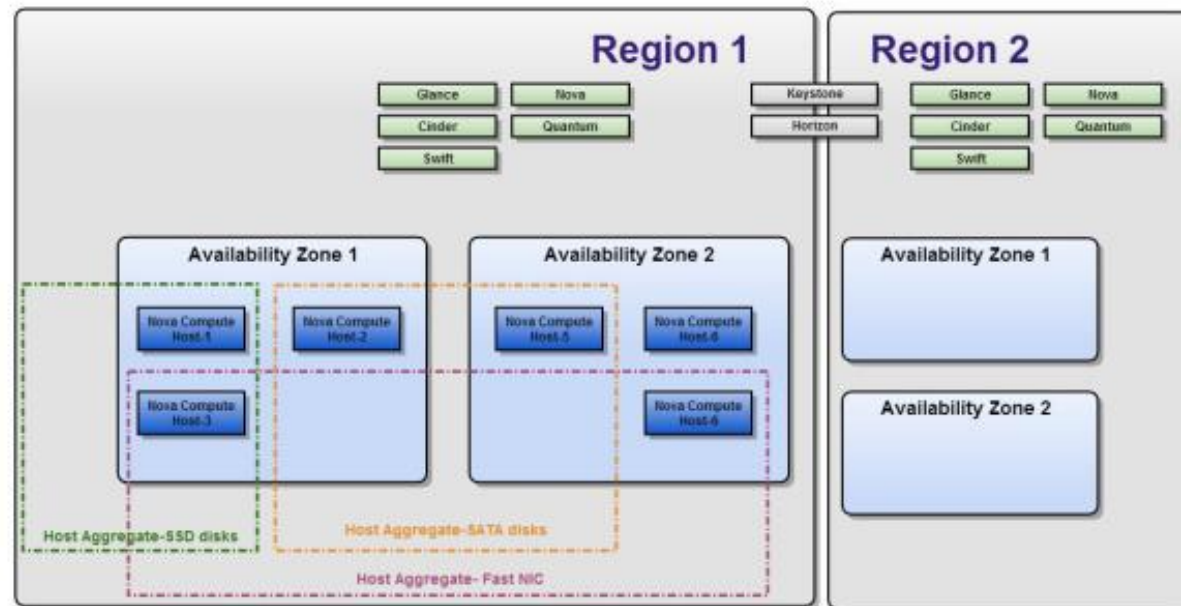 Region 1
Region 2
Glance
Nova
Cinder
Quantum
Swift
Keystone
Horizon
Glance
Nova
Cinder
Quantum
Swift
Availability Zone 1
Nova Compute
Host-1
Nova Compute
Host-2
Nova Compute
Host-3
Availability Zone 2
Nova Compute
Host-5
Nova Compute
Host-6
Nova Compute
Host-6
Host Aggregate-SSD disks
Host Aggregate-SATA disks
Host Aggregate- Fast NIC
Availability Zone 1
Availability Zone 2